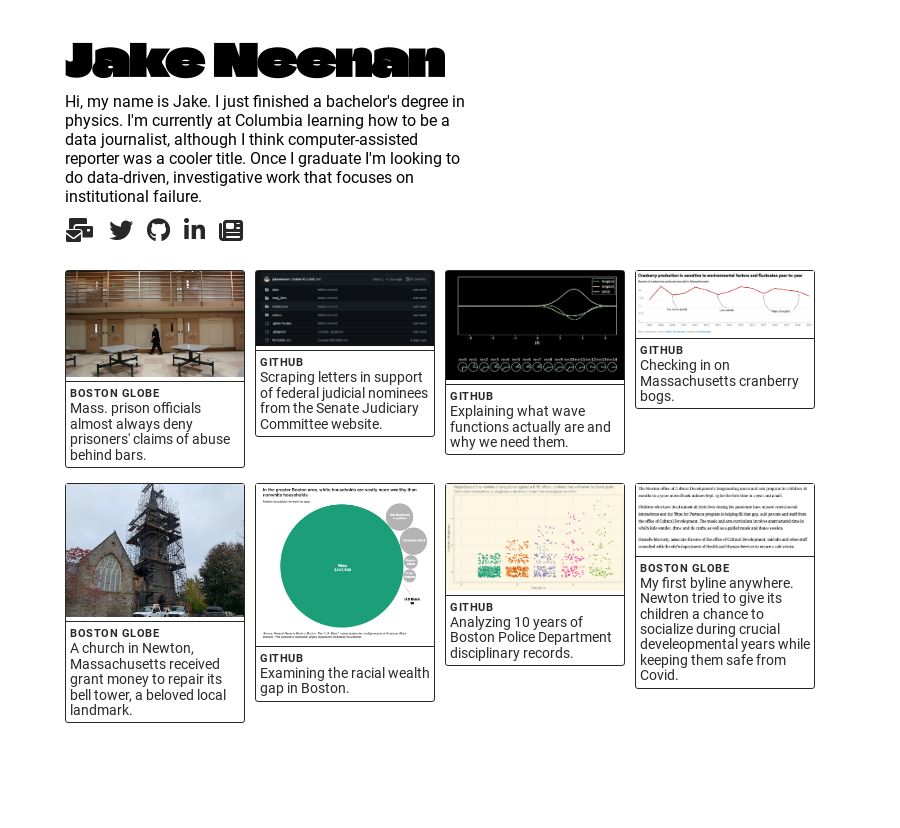 Jake Neenan
Hi, my name is Jake. I just finished a bachelor's degree in
physics. I'm currently at Columbia learning how to be a
data journalist, although I think computer-assisted
reporter was a cooler title. Once I graduate I'm looking to
do data-driven, investigative work that focuses on
institutional failure.
BOSTON GLOBE
Mass. prison officials
almost always deny
prisoners' claims of abuse
behind bars.
GITHUB
Scraping letters in support
of federal judicial nominees
from the Senate Judiciary
Committee website.
GITHUB
Explaining what wave
functions actually are and
why we need them.
Cranberry production is sensitive to environmental factors and fluctuates year-to-year
GITHUB
Checking in on
Massachusetts cranberry
bogs.
BOSTON GLOBE
A church in Newton,
Massachusetts received
grant money to repair its
bell tower, a beloved local
landmark.
In the greater Boston area, white households are vastly more wealthy than
nonwhite households
White
$247,500
U.S Black
GITHUB
Examining the racial wealth
gap in Boston.
GITHUB
Analyzing 10 years of
Boston Police Department
disciplinary records.
BOSTON GLOBE
My first byline anywhere.
Newton tried to give its
children a chance to
socialize during crucial
develeopmental years while
keeping them safe from
Covid.